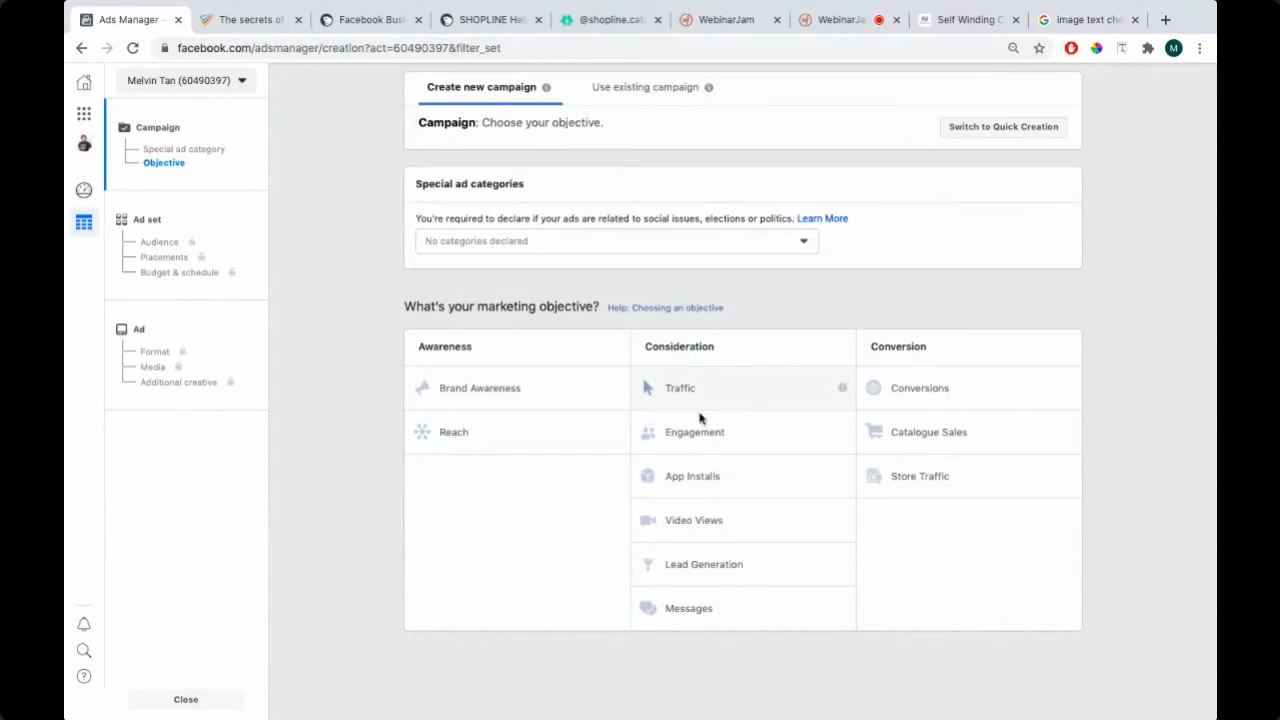 Ads Manager -
The secrets of
Facebook Busi
SHOPLINE Hel
@shopline.cat
WebinarJam
WebinarJa
Self Winding C
image text che
facebook.com/adsmanager/creation?act=60490397&filter_set
M
Melvin Tan (60490397)
Campaign
Special ad category
Objective
Ad set
Audience
Placements
Budget & schedule
Ad
Format
Media
Additional creative
Close
Create new campaign
Use existing campaign
Campaign: Choose your objective.
Switch to Quick Creation
Special ad categories
You're required to declare if your ads are related to social issues, elections or politics. Learn More
No categories declared
What's your marketing objective? Help: Choosing an objective
Awareness
Consideration
Conversion
Brand Awareness
Traffic
Conversions
Reach
Engagement
Catalogue Sales
App Installs
Store Traffic
Video Views
Lead Generation
Messages